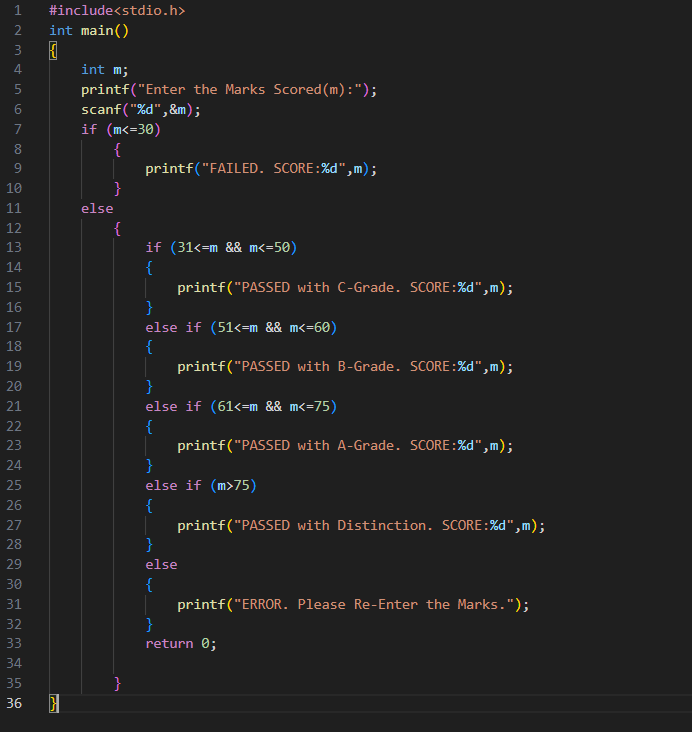 1 #include<stdio.h>
2 int main()
3 {
4     int m;
5     printf("Enter the Marks Scored(m):");
6     scanf("%d",&m);
7     if (m<=30)
8         {
9             printf("FAILED. SCORE:%d",m);
10         }
11     else
12         {
13             if (31<=m && m<=50)
14             {
15                 printf("PASSED with C-Grade. SCORE:%d",m);
16             }
17             else if (51<=m && m<=60)
18             {
19                 printf("PASSED with B-Grade. SCORE:%d",m);
20             }
21             else if (61<=m && m<=75)
22             {
23                 printf("PASSED with A-Grade. SCORE:%d",m);
24             }
25             else if (m>75)
26             {
27                 printf("PASSED with Distinction. SCORE:%d",m);
28             }
29             else
30             {
31                 printf("ERROR. Please Re-Enter the Marks.");
32             }
33             return 0;
34
35         }
36 }